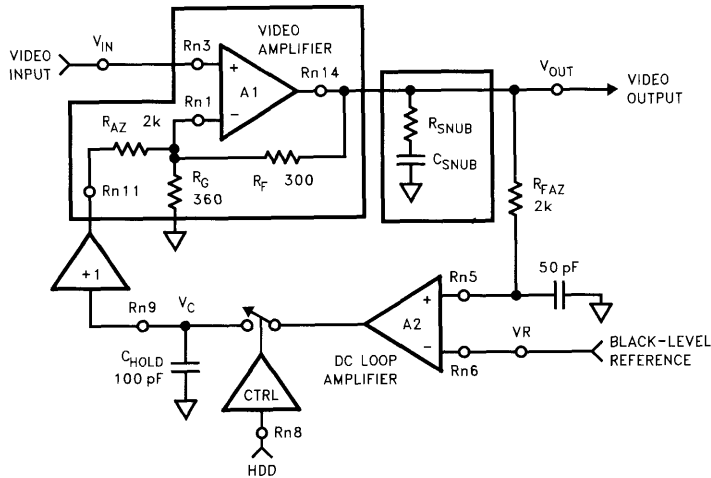 VIDEO
INPUT
V_IN
Rn3
VIDEO
AMPLIFIER
+
A1
−
Rn14
Rn1
R_AZ 2k
Rn11
R_G
360
R_F 300
R_SNUB
C_SNUB
V_OUT
VIDEO
OUTPUT
R_FAZ
2k
50 pF
+1
Rn9
V_C
C_HOLD
100 pF
CTRL
Rn8
HDD
DC LOOP
AMPLIFIER
+
A2
−
Rn5
Rn6
VR
BLACK-LEVEL
REFERENCE